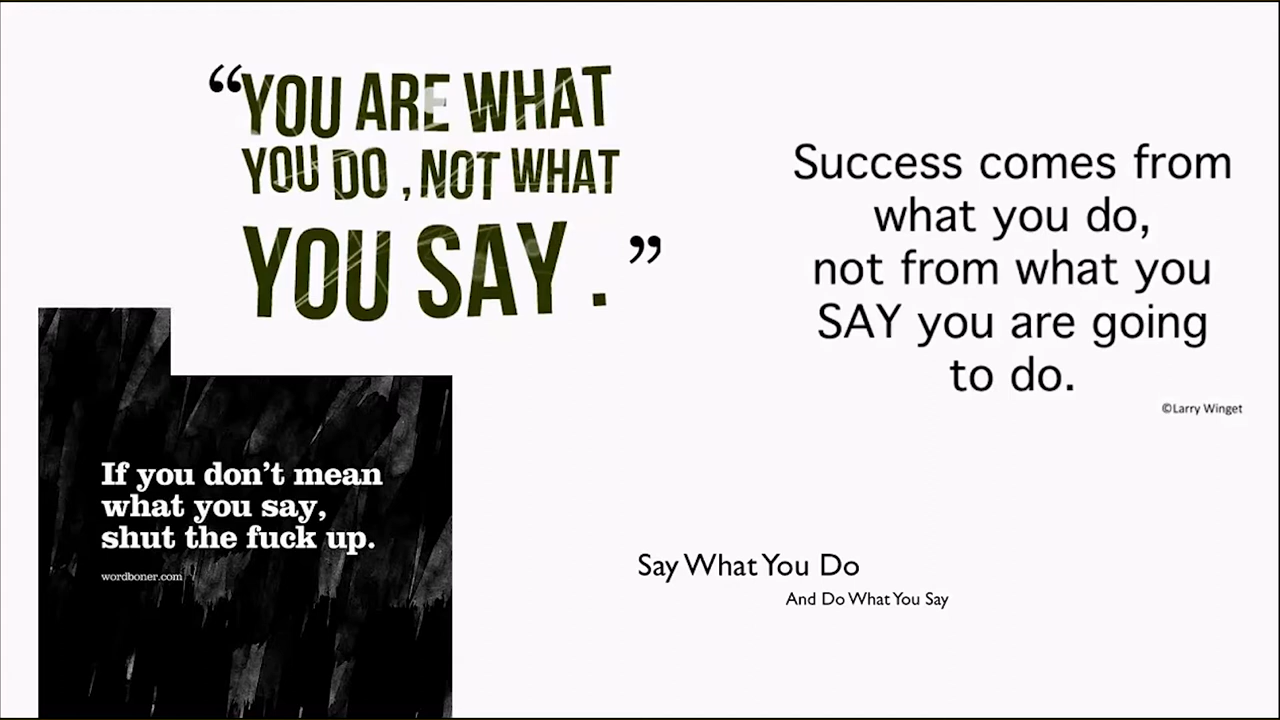 “YOU ARE WHAT
YOU DO , NOT WHAT
YOU SAY . ”
Success comes from
what you do,
not from what you
SAY you are going
to do.
©Larry Winget
If you don’t mean
what you say,
shut the fuck up.
wordboner.com
Say What You Do
And Do What You Say